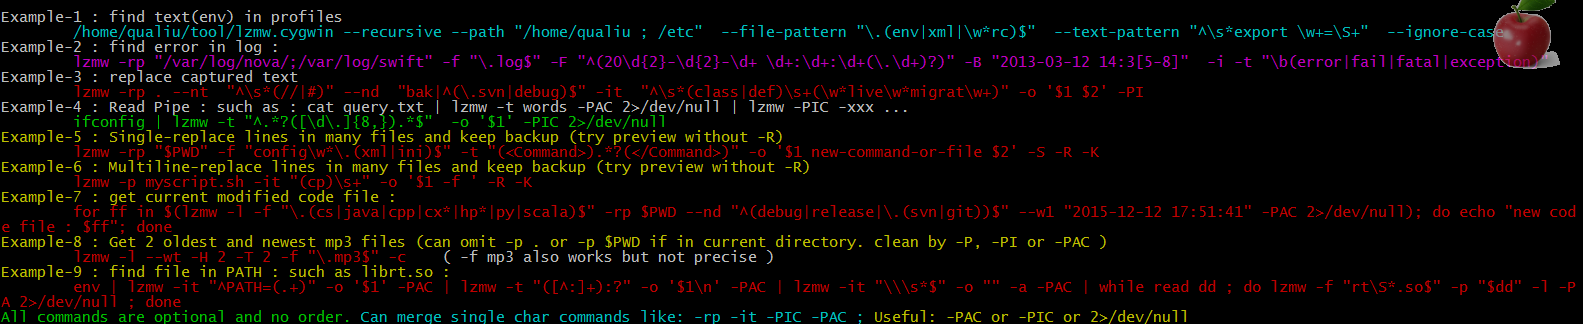 Example-1 : find text(env) in profiles
/home/qualiu/tool/lzmw.cygwin --recursive --path "/home/qualiu ; /etc"  --file-pattern "\.(env|xml|\w*rc)$"  --text-pattern "^\s*export \w+=\S+"  --ignore-case
Example-2 : find error in log :
lzmw -rp "/var/log/nova/;/var/log/swift" -f "\.log$" -F "^(20\d{2}-\d{2}-\d+ \d+:\d+:\d+(\.\d+)?)" -B "2013-03-12 14:3[5-8]"  -i -t "\b(error|fail|fatal|exception)"
Example-3 : replace captured text
lzmw -rp . --nt  "^\s*(//|#)" --nd  "bak|^(\.svn|debug)$" -it  "^\s*(class|def)\s+(\w*live\w*migrat\w+)" -o '$1 $2' -PI
Example-4 : Read Pipe : such as : cat query.txt | lzmw -t words -PAC 2>/dev/null | lzmw -PIC -xxx ...
ifconfig | lzmw -t "^.*?([\d\.]{8,}).*$"  -o '$1' -PIC 2>/dev/null
Example-5 : Single-replace lines in many files and keep backup (try preview without -R)
lzmw -rp "$PWD" -f "config\w*\.(xml|ini)$" -t "(<Command>).*?(</Command>)" -o '$1 new-command-or-file $2' -S -R -K
Example-6 : Multiline-replace lines in many files and keep backup (try preview without -R)
lzmw -p myscript.sh -it "(cp)\s+" -o '$1 -f ' -R -K
Example-7 : get current modified code file :
for ff in $(lzmw -l -f "\.(cs|java|cpp|cx*|hp*|py|scala)$" -rp $PWD --nd "^(debug|release|\.(svn|git))$" --w1 "2015-12-12 17:51:41" -PAC 2>/dev/null); do echo "new cod
e file : $ff"; done
Example-8 : Get 2 oldest and newest mp3 files (can omit -p . or -p $PWD if in current directory. clean by -P, -PI or -PAC )
lzmw -l --wt -H 2 -T 2 -f "\.mp3$" -c    ( -f mp3 also works but not precise )
Example-9 : find file in PATH : such as librt.so :
env | lzmw -it "^PATH=(.+)" -o '$1' -PAC | lzmw -t "([^:]+):?" -o '$1\n' -PAC | lzmw -it "\\\s*$" -o "" -a -PAC | while read dd ; do lzmw -f "rt\S*.so$" -p "$dd" -l -P
A 2>/dev/null ; done
All commands are optional and no order. Can merge single char commands like: -rp -it -PIC -PAC ; Useful: -PAC or -PIC or 2>/dev/null